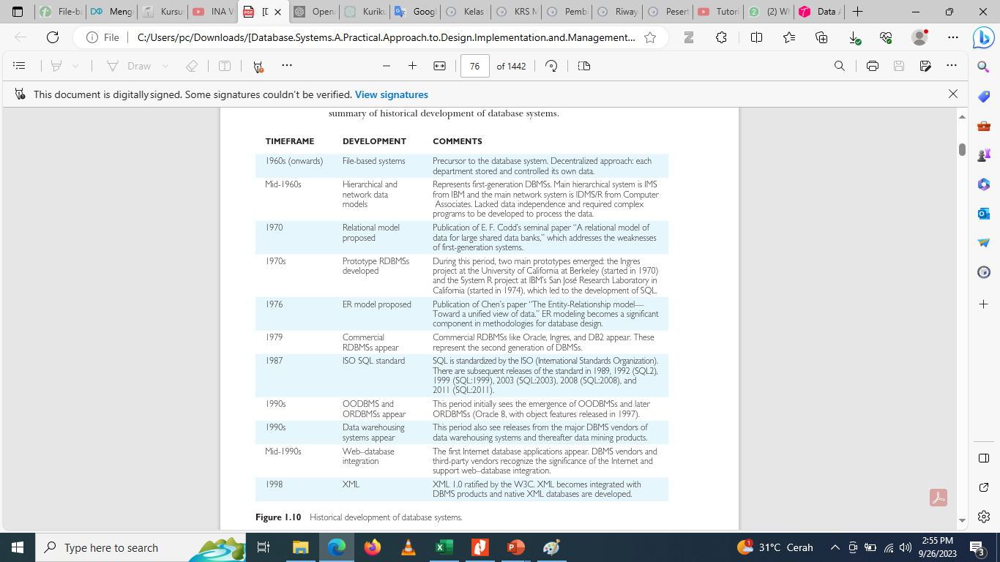 File-ba
Menge
Kursus
INA V
[D
OpenA
Kuriku
Googl
Kelas
KRS M
Pemb
Riway
Pesert
Tutori
(2) Wh
Data A
File
C:/Users/pc/Downloads/[Database.Systems.A.Practical.Approach.to.Design.Implementation.and.Management...
Draw
76
of 1442
This document is digitally signed. Some signatures couldn't be verified. View signatures
summary of historical development of database systems.
TIMEFRAME DEVELOPMENT COMMENTS
1960s (onwards) File-based systems Precursor to the database system. Decentralized approach: each
department stored and controlled its own data.
Mid-1960s Hierarchical and Represents first-generation DBMSs. Main hierarchical system is IMS
network data from IBM and the main network system is IDMS/R from Computer
models Associates. Lacked data independence and required complex
programs to be developed to process the data.
1970 Relational model Publication of E. F. Codd's seminal paper "A relational model of
proposed data for large shared data banks," which addresses the weaknesses
of first-generation systems.
1970s Prototype RDBMSs During this period, two main prototypes emerged: the Ingres
developed project at the University of California at Berkeley (started in 1970)
and the System R project at IBM's San José Research Laboratory in
California (started in 1974), which led to the development of SQL.
1976 ER model proposed Publication of Chen's paper "The Entity-Relationship model—
Toward a unified view of data." ER modeling becomes a significant
component in methodologies for database design.
1979 Commercial Commercial RDBMSs like Oracle, Ingres, and DB2 appear. These
RDBMSs appear represent the second generation of DBMSs.
1987 ISO SQL standard SQL is standardized by the ISO (International Standards Organization).
There are subsequent releases of the standard in 1989, 1992 (SQL2),
1999 (SQL:1999), 2003 (SQL:2003), 2008 (SQL:2008), and
2011 (SQL:2011).
1990s OODBMS and This period initially sees the emergence of OODBMSs and later
ORDBMSs appear ORDBMSs (Oracle 8, with object features released in 1997).
1990s Data warehousing This period also see releases from the major DBMS vendors of
systems appear data warehousing systems and thereafter data mining products.
Mid-1990s Web–database The first Internet database applications appear. DBMS vendors and
integration third-party vendors recognize the significance of the Internet and
support web–database integration.
1998 XML XML 1.0 ratified by the W3C. XML becomes integrated with
DBMS products and native XML databases are developed.
Figure 1.10 Historical development of database systems.
Type here to search
31°C Cerah
2:55 PM
9/26/2023
3